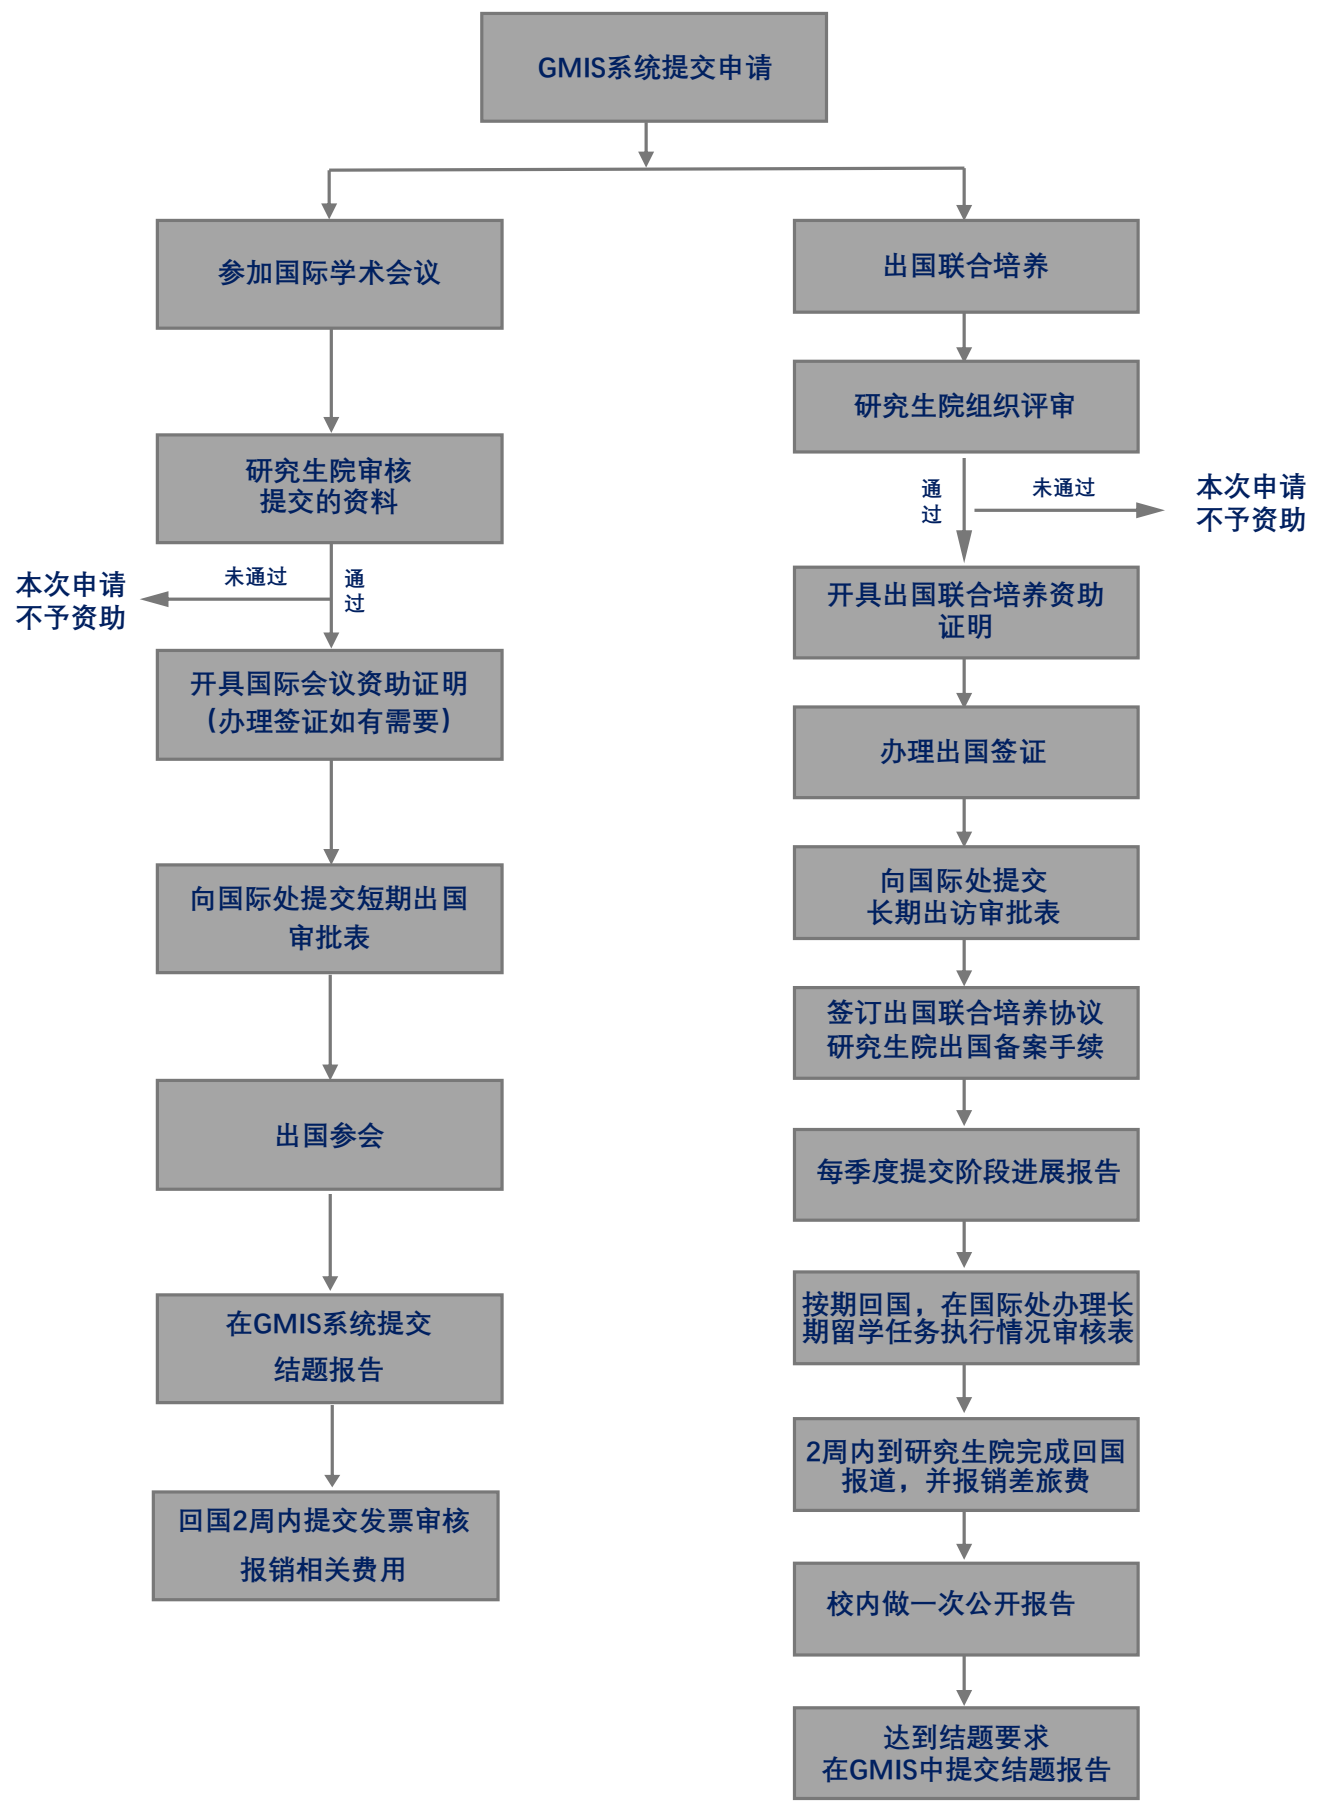 GMIS系统提交申请
参加国际学术会议
研究生院审核
提交的资料
未通过
通
过
本次申请
不予资助
开具国际会议资助证明
（办理签证如有需要）
向国际处提交短期出国
审批表
出国参会
在GMIS系统提交
结题报告
回国2周内提交发票审核
报销相关费用
出国联合培养
研究生院组织评审
通
过
未通过
本次申请
不予资助
开具出国联合培养资助
证明
办理出国签证
向国际处提交
长期出访审批表
签订出国联合培养协议
研究生院出国备案手续
每季度提交阶段进展报告
按期回国，在国际处办理长
期留学任务执行情况审核表
2周内到研究生院完成回国
报道，并报销差旅费
校内做一次公开报告
达到结题要求
在GMIS中提交结题报告